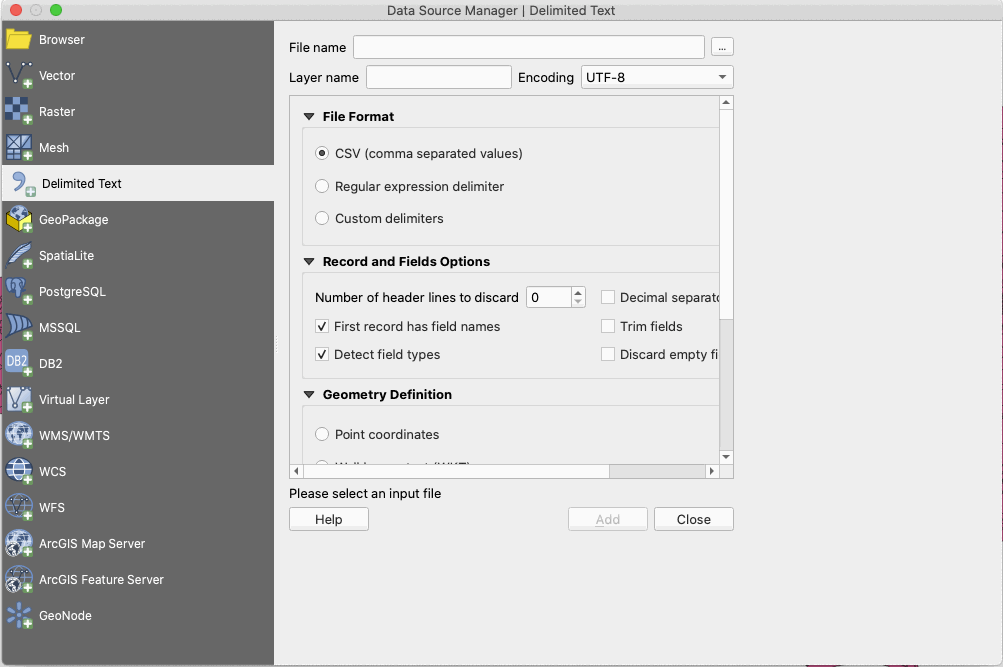 Data Source Manager | Delimited Text
Browser
Vector
Raster
Mesh
Delimited Text
GeoPackage
SpatiaLite
PostgreSQL
MSSQL
DB2
DB2
Virtual Layer
WMS/WMTS
WCS
WFS
ArcGIS Map Server
ArcGIS Feature Server
GeoNode
File name
...
Layer name
Encoding UTF-8
File Format
CSV (comma separated values)
Regular expression delimiter
Custom delimiters
Record and Fields Options
Number of header lines to discard 0 Decimal separato
First record has field names Trim fields
Detect field types Discard empty fi
Geometry Definition
Point coordinates
Please select an input file
Help Add Close